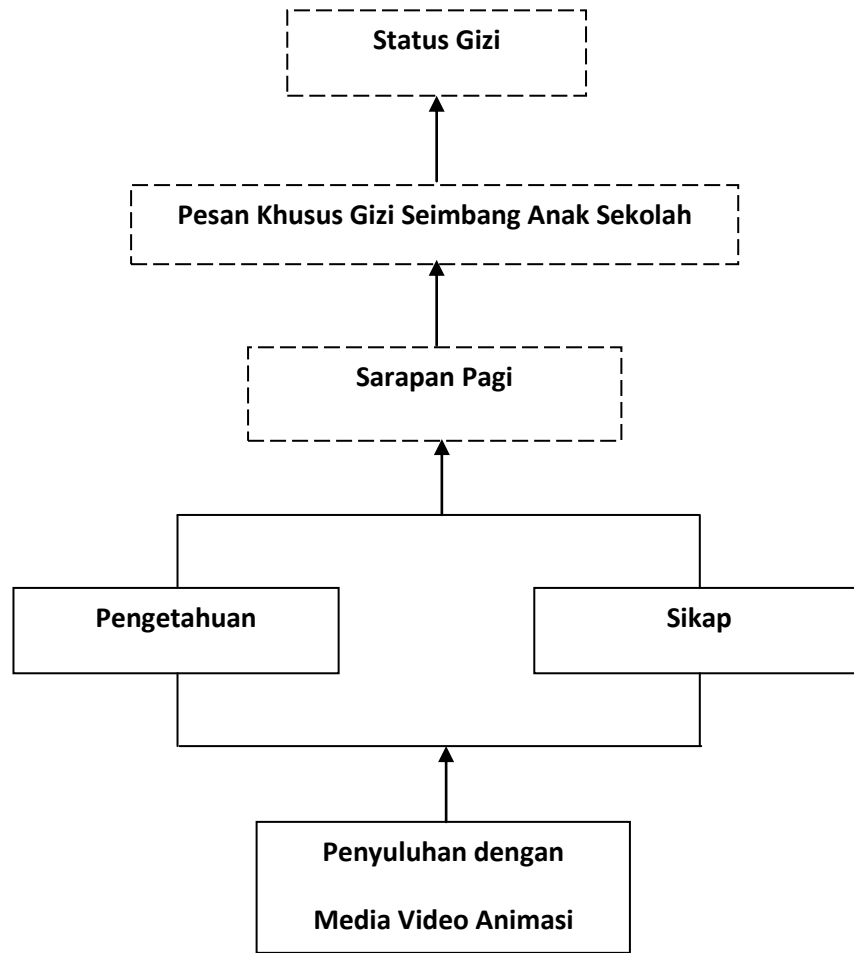 Status Gizi
Pesan Khusus Gizi Seimbang Anak Sekolah
Sarapan Pagi
Pengetahuan
Sikap
Penyuluhan dengan
Media Video Animasi